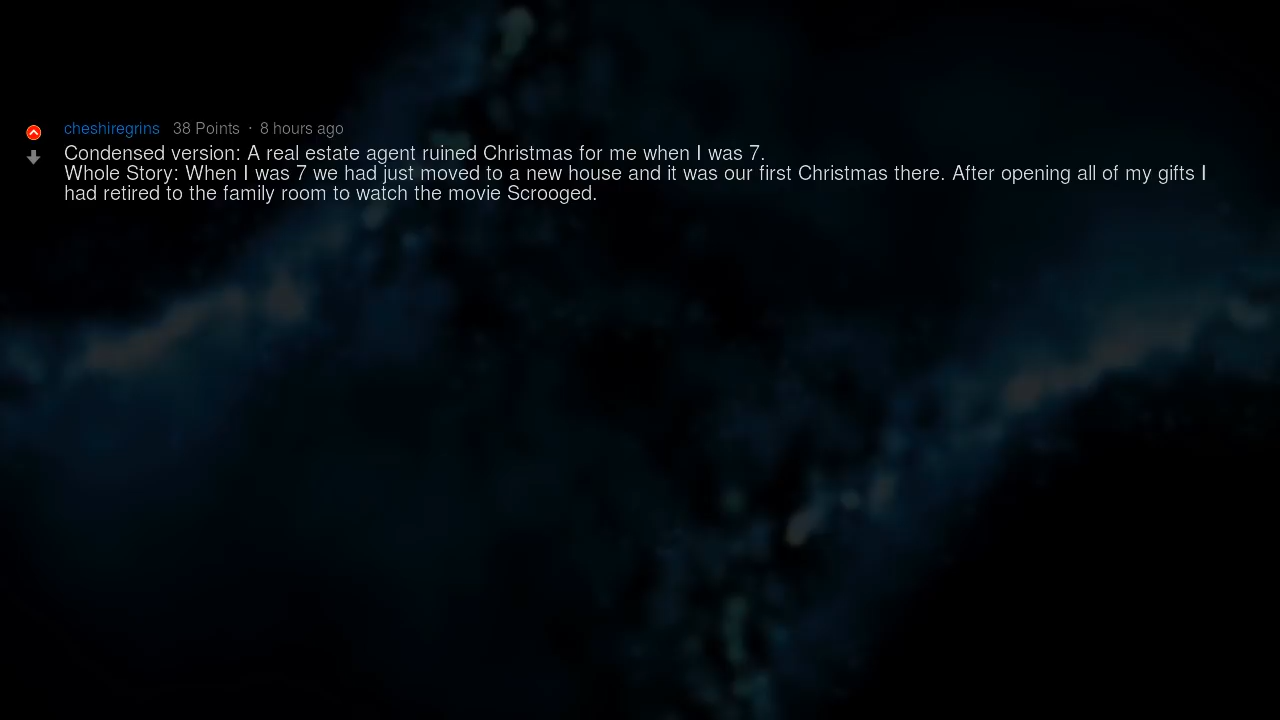 cheshiregrins 38 Points · 8 hours ago
Condensed version: A real estate agent ruined Christmas for me when I was 7.
Whole Story: When I was 7 we had just moved to a new house and it was our first Christmas there. After opening all of my gifts I
had retired to the family room to watch the movie Scrooged.